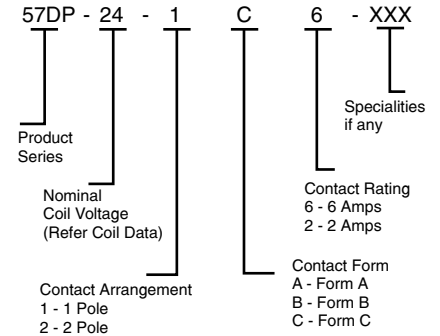 57DP - 24 - 1 C 6 - XXX
Specialities
if any
Product
Series
Nominal
Coil Voltage
(Refer Coil Data)
Contact Rating
6 - 6 Amps
2 - 2 Amps
Contact Arrangement
1 - 1 Pole
2 - 2 Pole
Contact Form
A - Form A
B - Form B
C - Form C